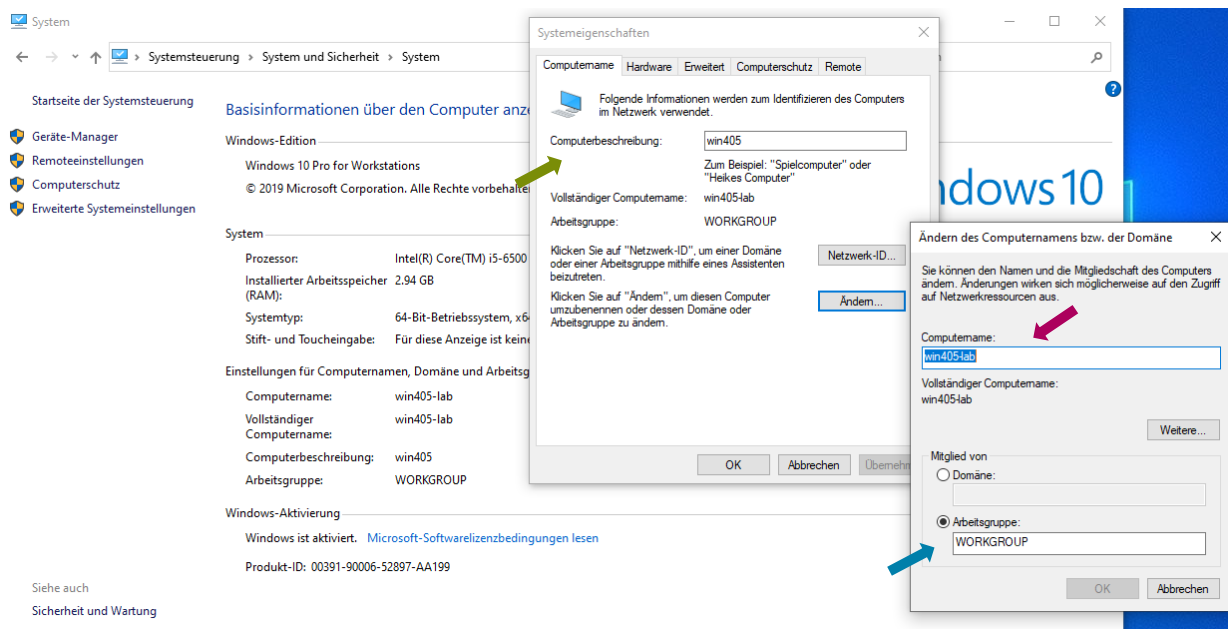 System
Systemsteuerung › System und Sicherheit › System
Startseite der Systemsteuerung
Geräte-Manager
Remoteeinstellungen
Computerschutz
Erweiterte Systemeinstellungen
Siehe auch
Sicherheit und Wartung
Basisinformationen über den Computer anze
Windows-Edition
Windows 10 Pro for Workstations
© 2019 Microsoft Corporation. Alle Rechte vorbehalte
ndows 10
System
Prozessor: Intel(R) Core(TM) i5-6500
Installierter Arbeitsspeicher 2.94 GB
(RAM):
Systemtyp: 64-Bit-Betriebssystem, x6
Stift- und Toucheingabe: Für diese Anzeige ist kein
Einstellungen für Computernamen, Domäne und Arbeitsg
Computername: win405-lab
Vollständiger win405-lab
Computername:
Computerbeschreibung: win405
Arbeitsgruppe: WORKGROUP
Windows-Aktivierung
Windows ist aktiviert. Microsoft-Softwarelizenzbedingungen lesen
Produkt-ID: 00391-90006-52897-AA199
Systemeigenschaften
Computername Hardware Erweitert Computerschutz Remote
Folgende Informationen werden zum Identifizieren des Computers
im Netzwerk verwendet.
Computerbeschreibung: win405
Zum Beispiel: "Spielcomputer" oder
"Heikes Computer"
Vollständiger Computername: win405-lab
Arbeitsgruppe: WORKGROUP
Klicken Sie auf "Netzwerk-ID", um einer Domäne
oder einer Arbeitsgruppe mithilfe eines Assistenten
beizutreten.
Netzwerk-ID...
Klicken Sie auf "Ändern", um diesen Computer
umzubenennen oder dessen Domäne oder
Arbeitsgruppe zu ändern.
Ändern...
OK Abbrechen Übernehm
Ändern des Computernamens bzw. der Domäne
Sie können den Namen und die Mitgliedschaft des Computers
ändern. Änderungen wirken sich möglicherweise auf den Zugriff
auf Netzwerkressourcen aus.
Computername:
win405-lab
Vollständiger Computername:
win405-lab
Weitere...
Mitglied von
Domäne:
Arbeitsgruppe:
WORKGROUP
OK Abbrechen